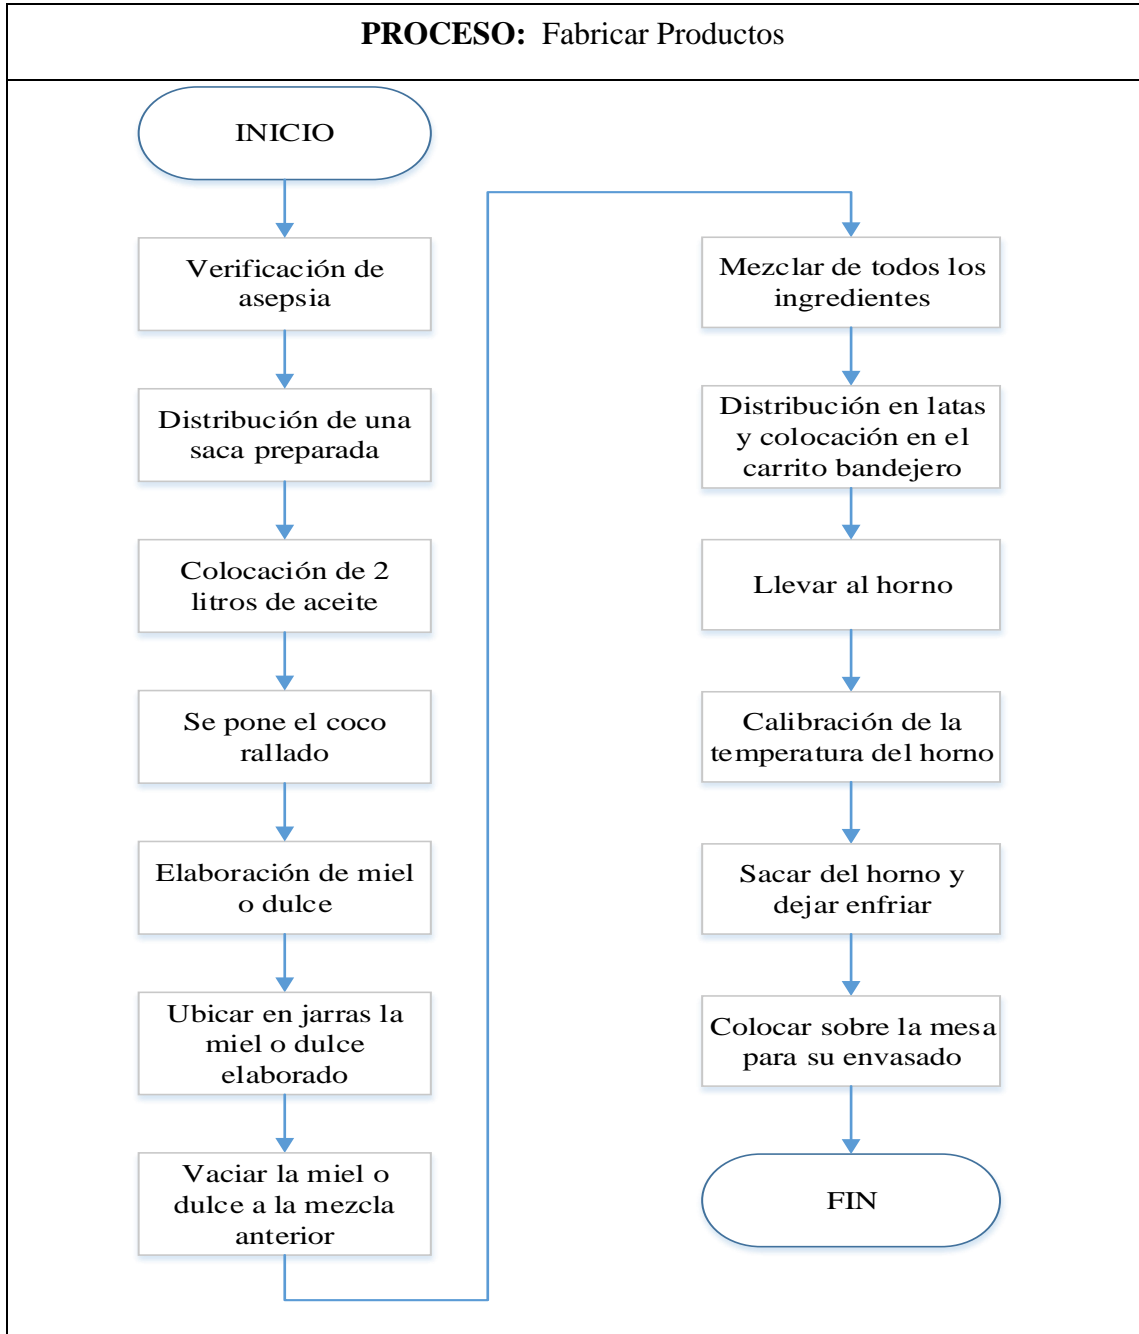 PROCESO: Fabricar Productos
INICIO
Verificación de
asepsia
Distribución de una
saca preparada
Colocación de 2
litros de aceite
Se pone el coco
rallado
Elaboración de miel
o dulce
Ubicar en jarras la
miel o dulce
elaborado
Vaciar la miel o
dulce a la mezcla
anterior
Mezclar de todos los
ingredientes
Distribución en latas
y colocación en el
carrito bandejero
Llevar al horno
Calibración de la
temperatura del horno
Sacar del horno y
dejar enfriar
Colocar sobre la mesa
para su envasado
FIN